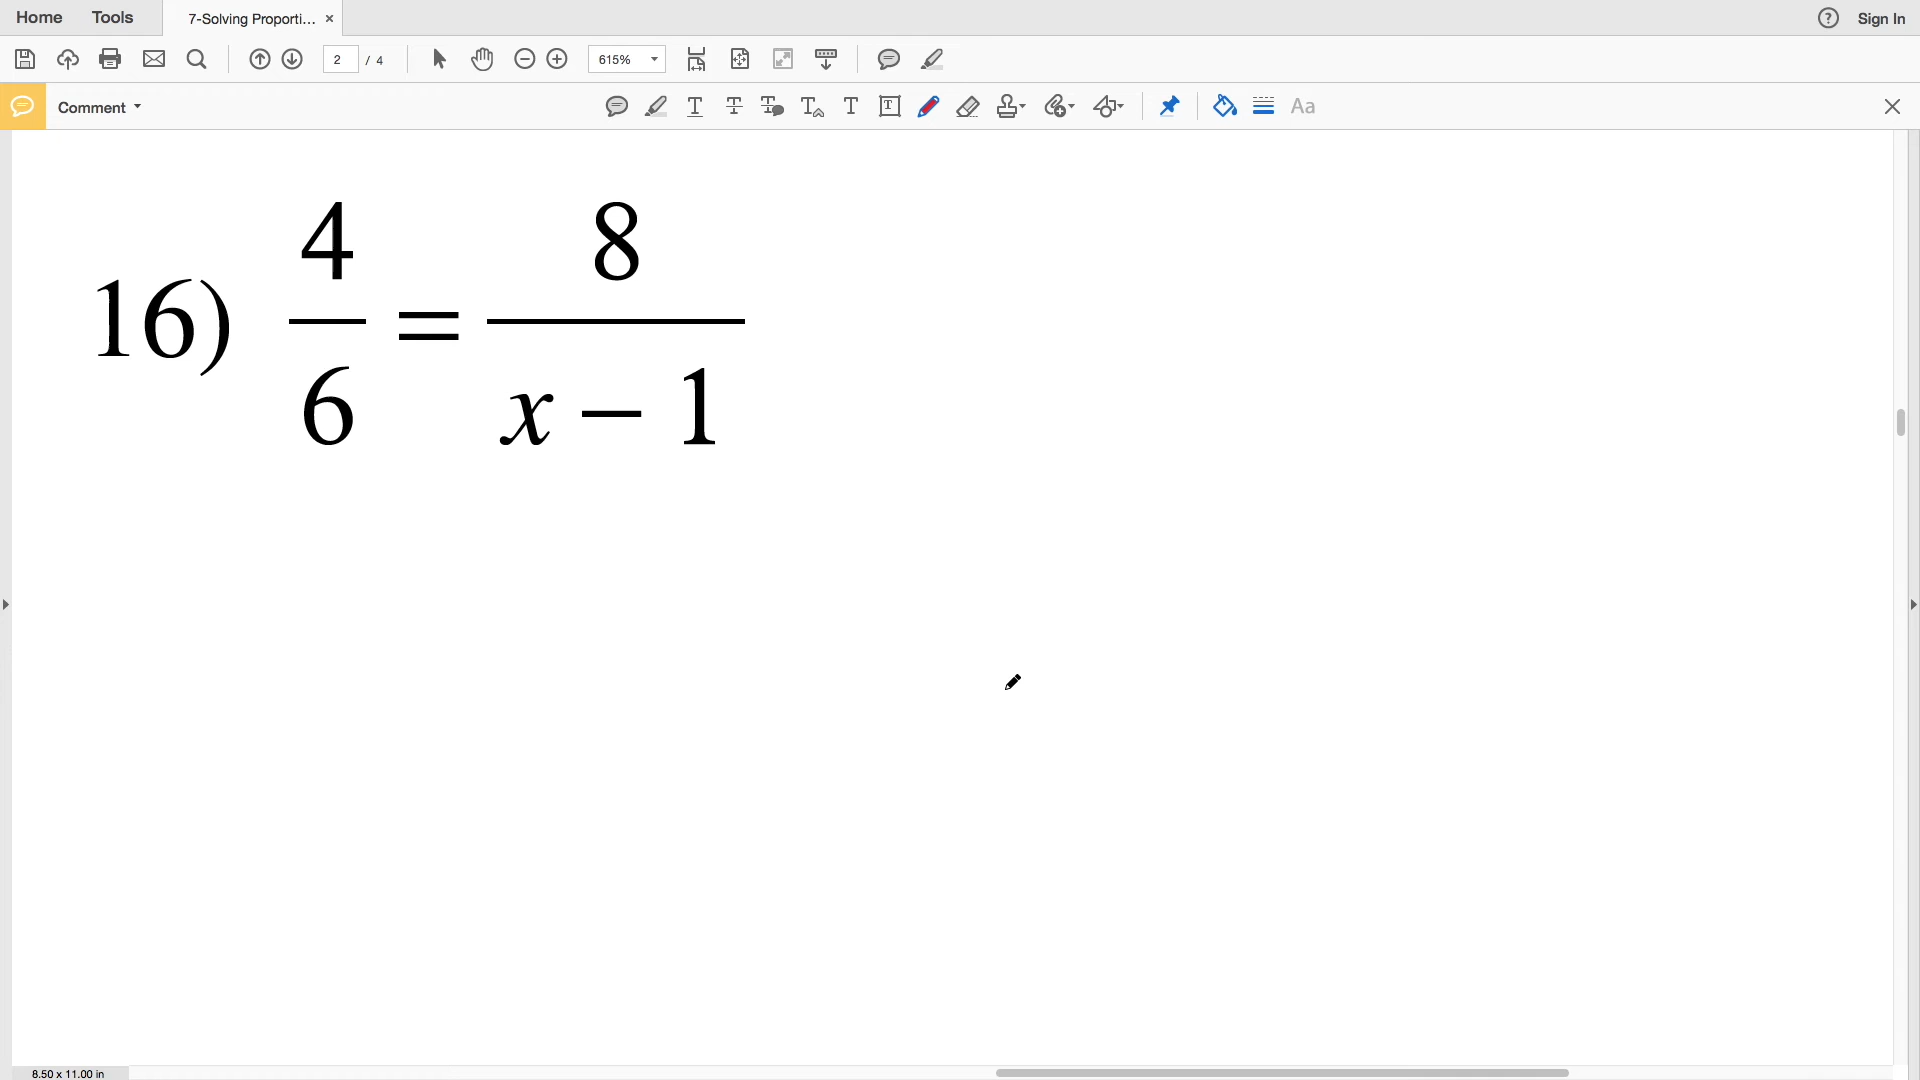 Home Tools 7-Solving Proporti... × ? Sign In
2 / 4 615%
Comment Aa
16) 4/6 = 8/(x − 1)
8.50 x 11.00 in